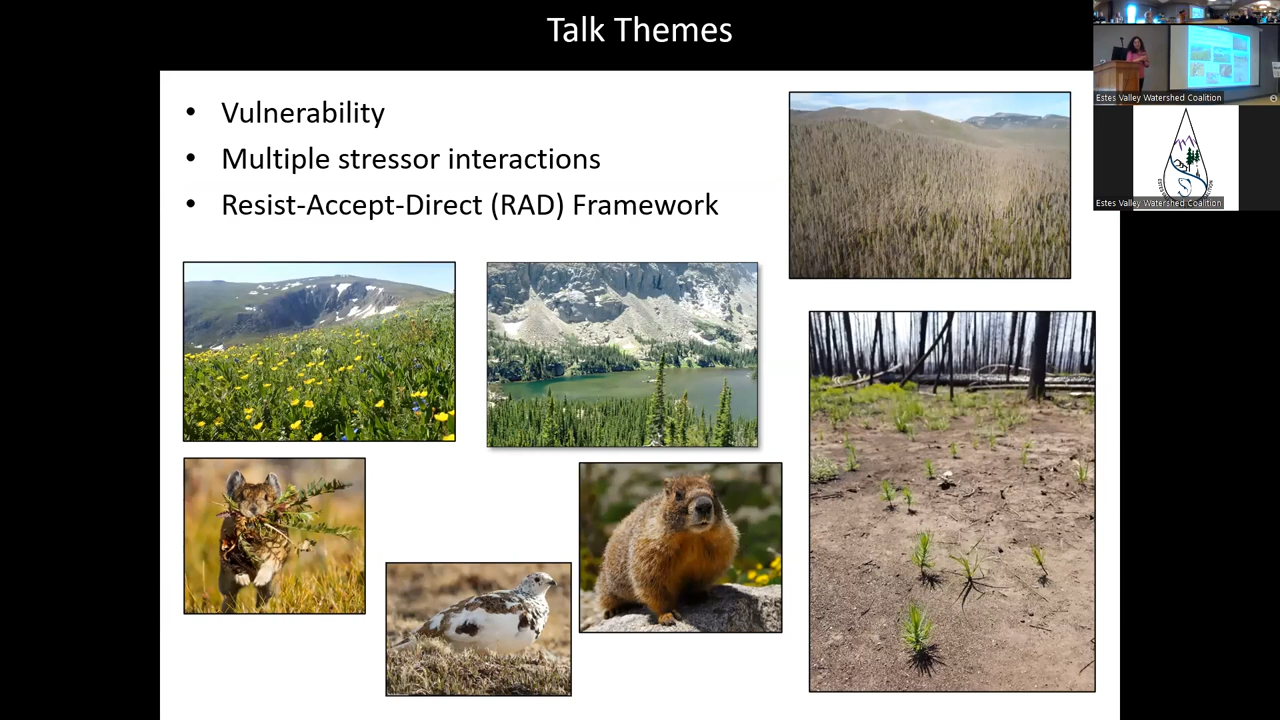 Talk Themes
• Vulnerability
• Multiple stressor interactions
• Resist-Accept-Direct (RAD) Framework
Estes Valley Watershed Coalition
Estes Valley Watershed Coalition